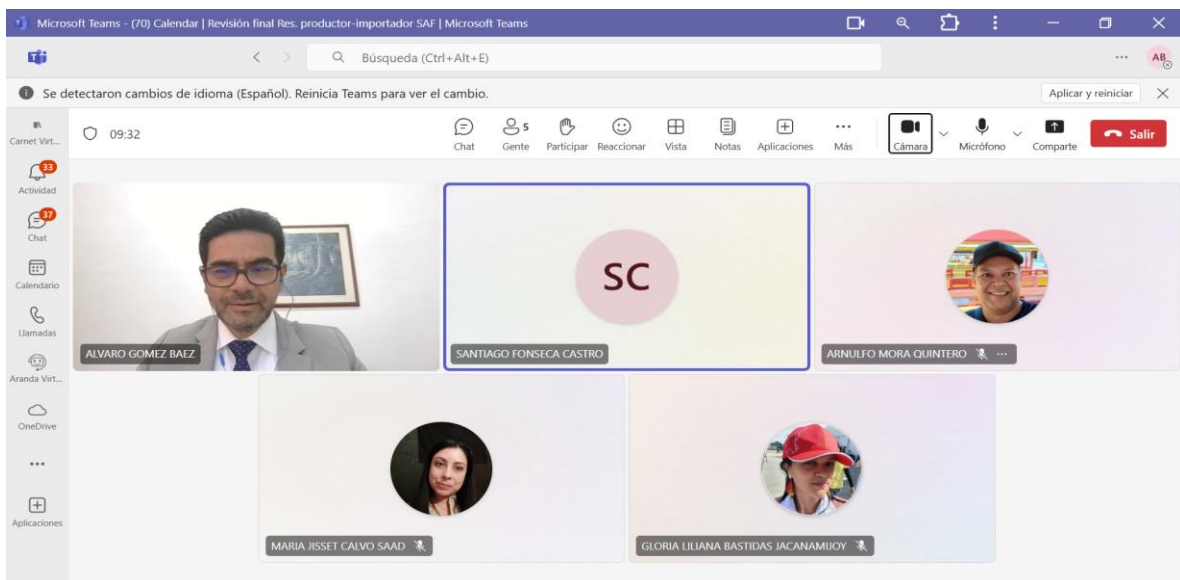 Microsoft Teams - (70) Calendar | Revisión final Res. productor-importador SAF | Microsoft Teams
Búsqueda (Ctrl+Alt+E)
AB
Se detectaron cambios de idioma (Español). Reinicia Teams para ver el cambio.
Aplicar y reiniciar
Carnet Virt...
09:32
5
Chat
Gente
Participar
Reaccionar
Vista
Notas
Aplicaciones
Más
Cámara
Micrófono
Comparte
Salir
33
Actividad
37
Chat
Calendario
Llamadas
Aranda Virt...
OneDrive
Aplicaciones
ALVARO GOMEZ BAEZ
SC
SANTIAGO FONSECA CASTRO
ARNULFO MORA QUINTERO
MARIA JISSET CALVO SAAD
GLORIA LILIANA BASTIDAS JACANAMIJOY